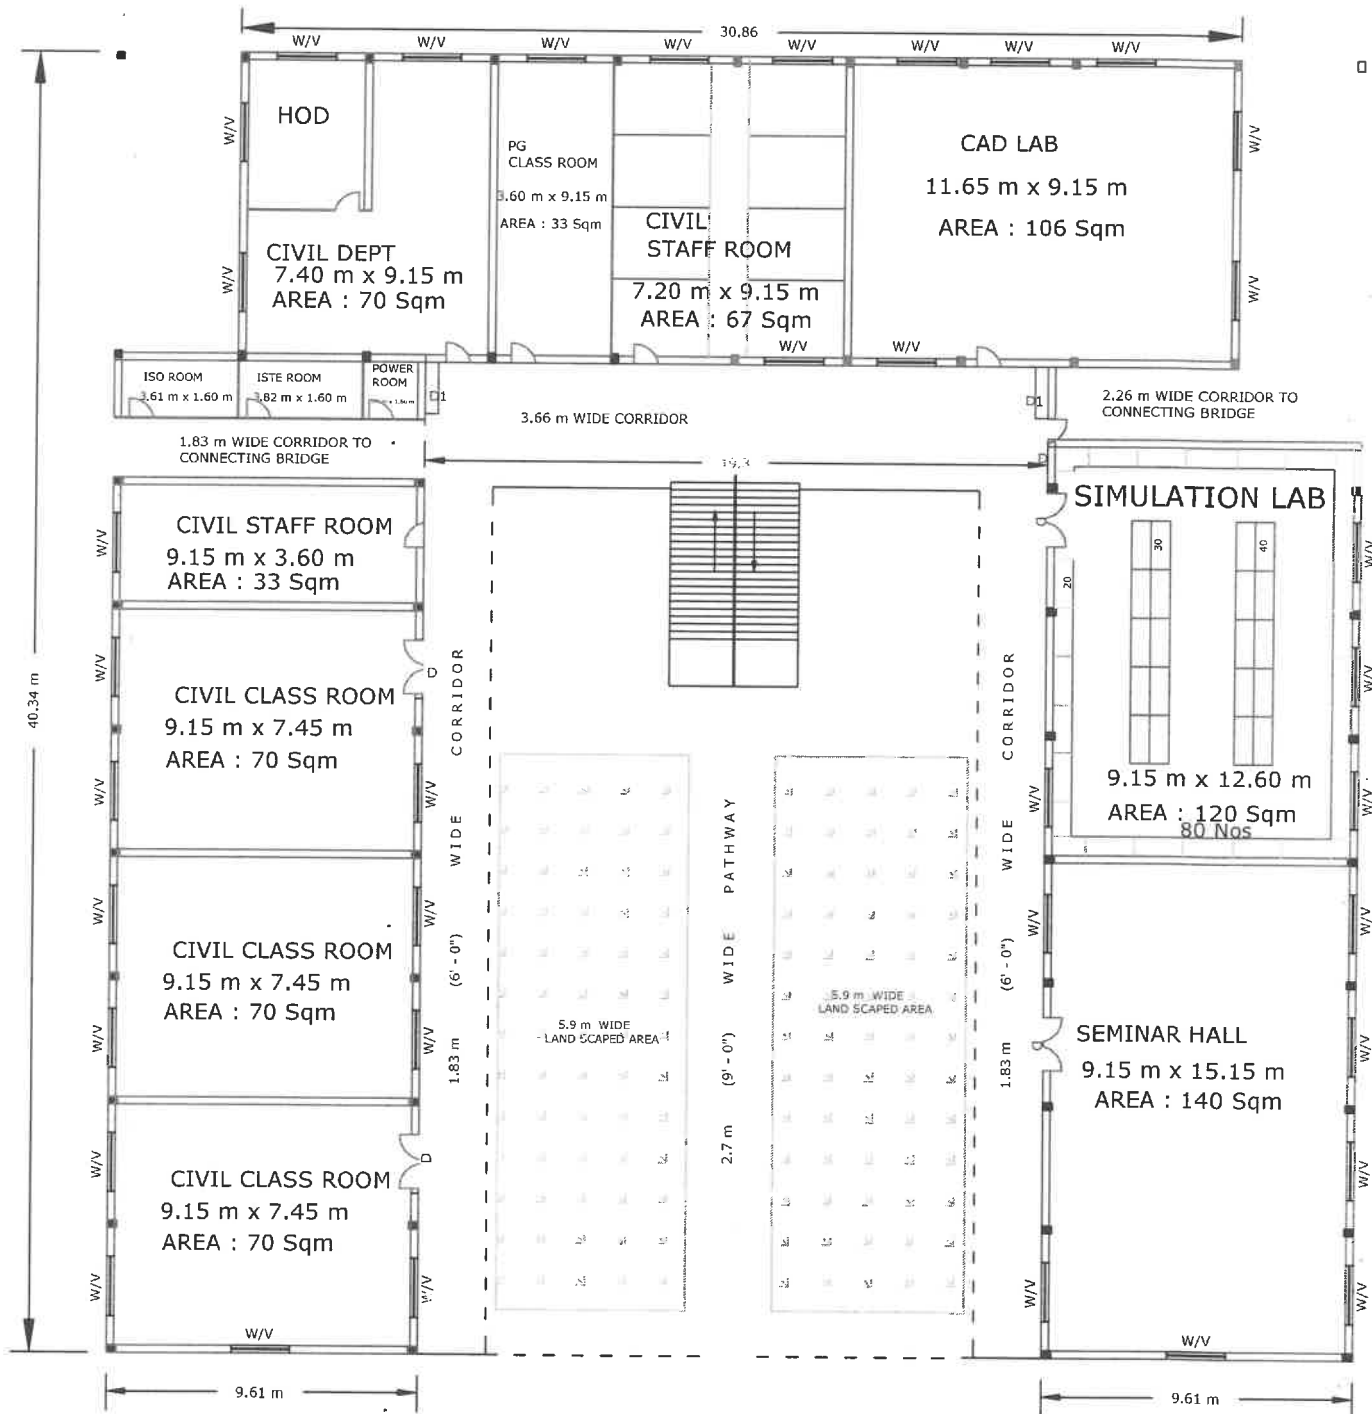 30.86
W/V
W/V
W/V
W/V
W/V
W/V
W/V
W/V
HOD
W/V
W/V
PG
CLASS ROOM
3.60 m x 9.15 m
AREA : 33 Sqm
CAD LAB
11.65 m x 9.15 m
AREA : 106 Sqm
W/V
W/V
CIVIL
STAFF ROOM
7.20 m x 9.15 m
AREA : 67 Sqm
CIVIL DEPT
7.40 m x 9.15 m
AREA : 70 Sqm
W/V
W/V
ISO ROOM
3.61 m x 1.60 m
ISTE ROOM
3.82 m x 1.60 m
POWER
ROOM
D1
D1
3.66 m WIDE CORRIDOR
2.26 m WIDE CORRIDOR TO
CONNECTING BRIDGE
1.83 m WIDE CORRIDOR TO
CONNECTING BRIDGE
19.3
D
SIMULATION LAB
30
40
20
9.15 m x 12.60 m
AREA : 120 Sqm
80 Nos
D
W/V
W/V
W/V
W/V
CIVIL STAFF ROOM
9.15 m x 3.60 m
AREA : 33 Sqm
W/V
40.34 m
CIVIL CLASS ROOM
9.15 m x 7.45 m
AREA : 70 Sqm
W/V
W/V
W/V
D
CIVIL CLASS ROOM
9.15 m x 7.45 m
AREA : 70 Sqm
W/V
W/V
W/V
W/V
CIVIL CLASS ROOM
9.15 m x 7.45 m
AREA : 70 Sqm
W/V
W/V
W/V
W/V
D
1.83 m (6' - 0") WIDE CORRIDOR
5.9 m WIDE
LAND SCAPED AREA
2.7 m (9' - 0") WIDE PATHWAY
5.9 m WIDE
LAND SCAPED AREA
1.83 m (6' - 0") WIDE CORRIDOR
SEMINAR HALL
9.15 m x 15.15 m
AREA : 140 Sqm
D
W/V
W/V
W/V
W/V
W/V
W/V
W/V
9.61 m
9.61 m